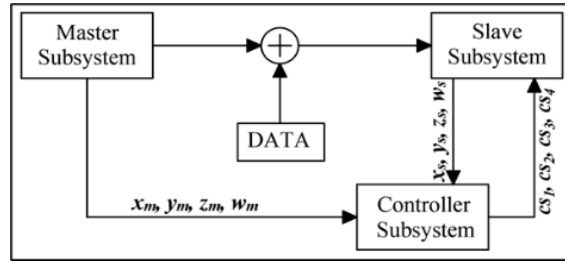 Master
Subsystem
+
Slave
Subsystem
DATA
xs, ys, zs, ws
cs1, cs2, cs3, cs4
xm, ym, zm, wm
Controller
Subsystem